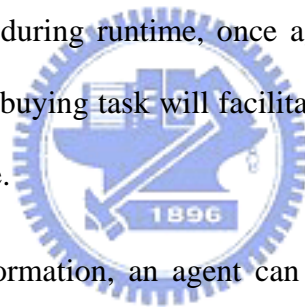 during runtime, once a
buying task will facilita
e.
1896
ormation, an agent can